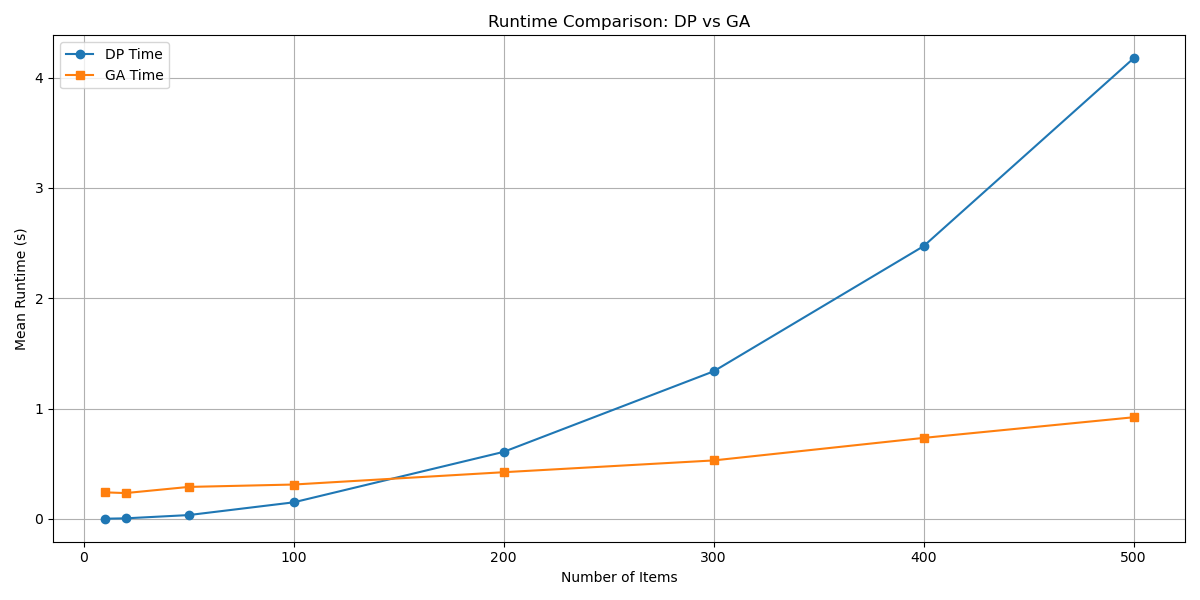 Runtime Comparison: DP vs GA
DP Time
GA Time
Mean Runtime (s)
4
3
2
1
0
0 100 200 300 400 500
Number of Items